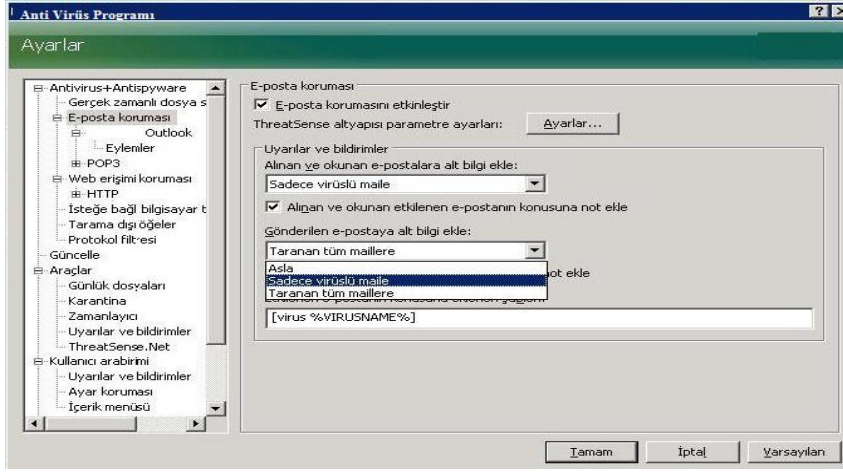 Anti Virüs Programı
Ayarlar
Antivirus+Antispyware
Gerçek zamanlı dosya s
E-posta koruması
Outlook
Eylemler
POP3
Web erişimi koruması
HTTP
İsteğe bağlı bilgisayar t
Tarama dışı öğeler
Protokol filtresi
Güncelle
Araçlar
Günlük dosyaları
Karantina
Zamanlayıcı
Uyarılar ve bildirimler
ThreatSense.Net
Kullanıcı arabirimi
Uyarılar ve bildirimler
Ayar koruması
İçerik menüsü
E-posta koruması
E-posta korumasını etkinleştir
ThreatSense altyapısı parametre ayarları: Ayarlar...
Uyarılar ve bildirimler
Alınan ve okunan e-postalara alt bilgi ekle:
Sadece virüslü maile
Alınan ve okunan etkilenen e-postanın konusuna not ekle
Gönderilen e-postaya alt bilgi ekle:
Taranan tüm maillere
Asla
Sadece virüslü maile
Taranan tüm maillere
not ekle
[virus %VIRUSNAME%]
Tamam İptal Varsayılan